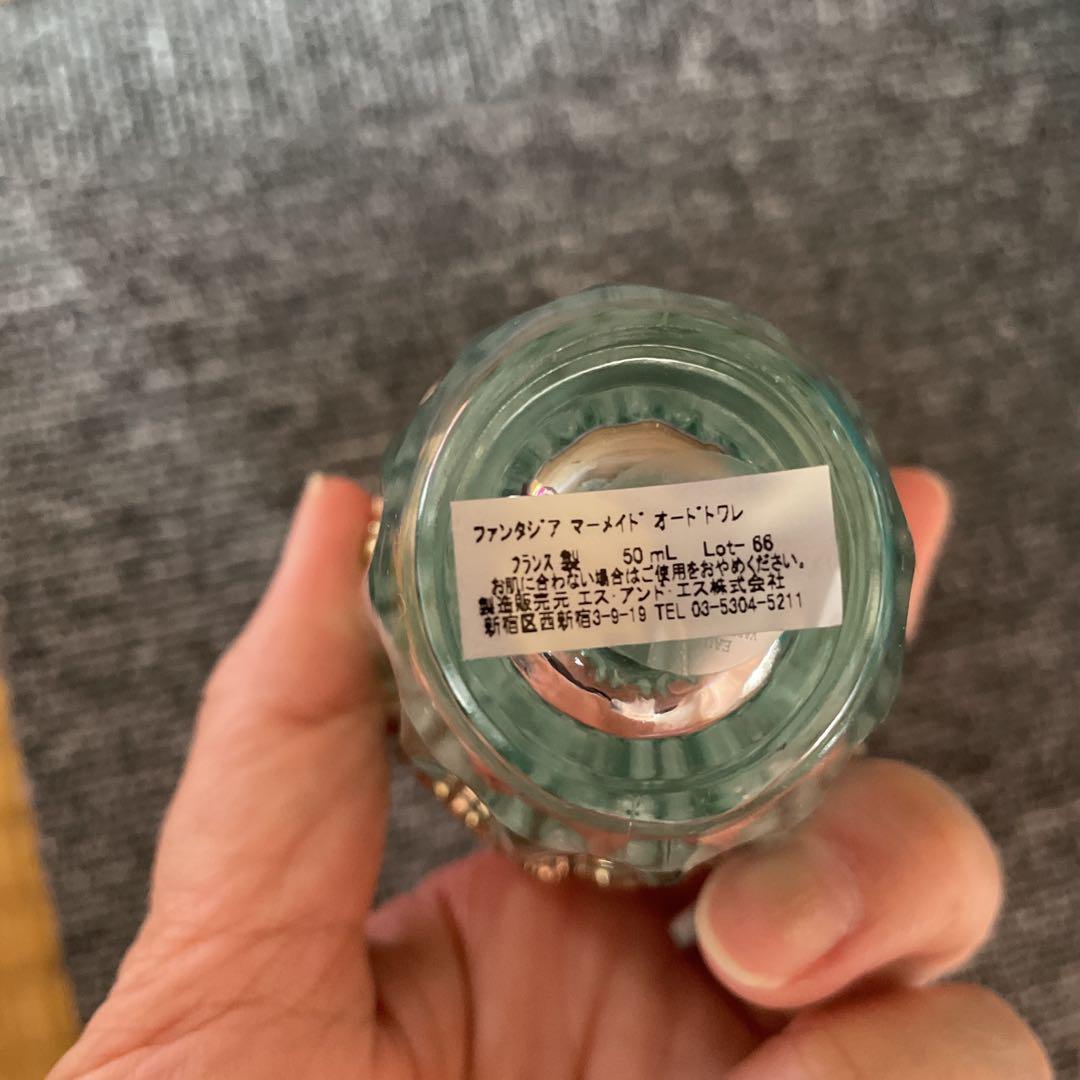 ファンタジア マーメイド オードトワレ
フランス 製 50 mL Lot- 66
お肌に合わない場合はご使用をおやめください。
製造販売元 エス・アンド・エス株式会社
新宿区西新宿3-9-19 TEL 03-5304-5211